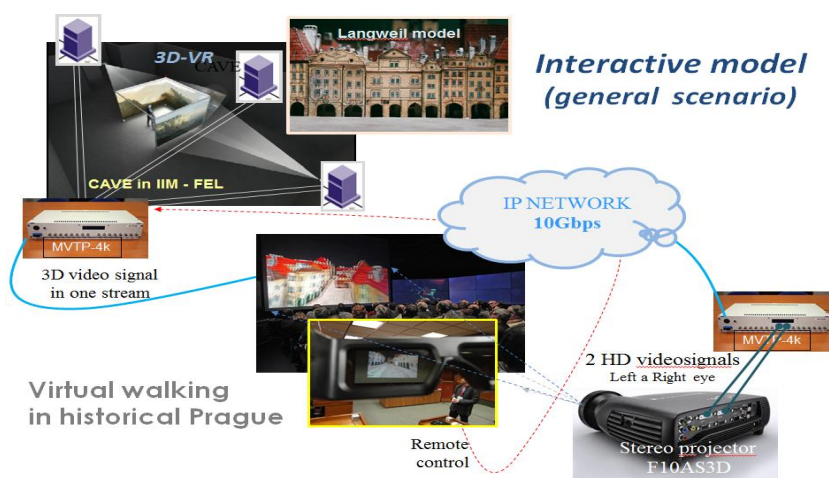 3D-VR
CAVE
Langweil model
Interactive model
(general scenario)
CAVE in IIM - FEL
MVTP-4k
3D video signal
in one stream
IP NETWORK
10Gbps
MVTP-4k
2 HD videosignals
Left a Right eye
Virtual walking
in historical Prague
Remote
control
Stereo projector
F10AS3D